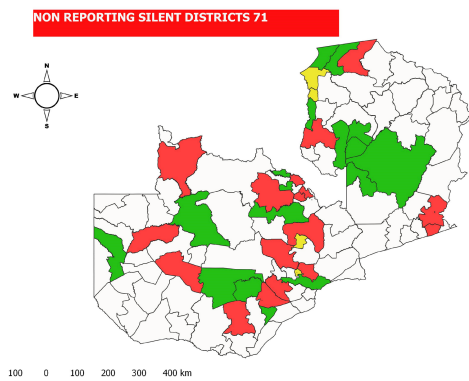 NON REPORTING SILENT DISTRICTS 71
N
W E
S
100 0 100 200 300 400 km